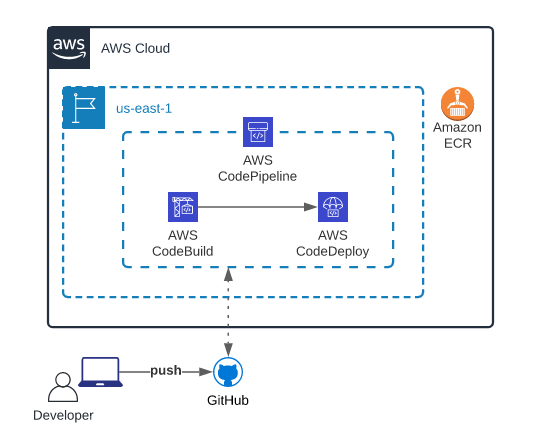 aws
AWS Cloud
us-east-1
Amazon
ECR
AWS
CodePipeline
AWS
CodeBuild
AWS
CodeDeploy
push
GitHub
Developer